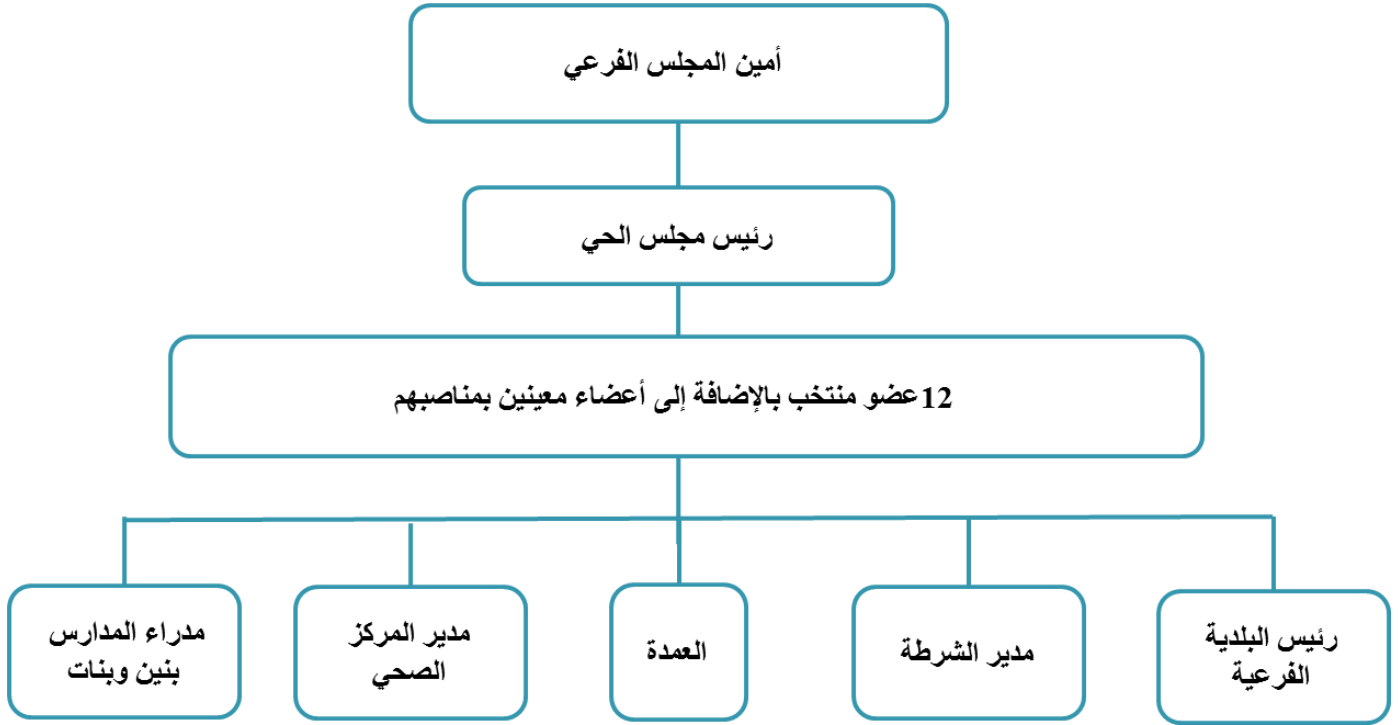 أمين المجلس الفرعي
رئيس مجلس الحي
12عضو منتخب بالإضافة إلى أعضاء معينين بمناصبهم
رئيس البلدية
الفرعية
مدير الشرطة
العمدة
مدير المركز
الصحي
مدراء المدارس
بنين وبنات